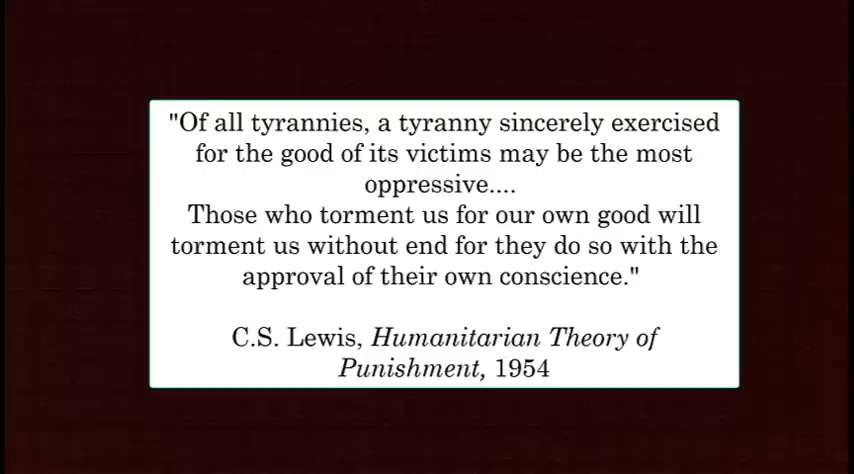 "Of all tyrannies, a tyranny sincerely exercised
for the good of its victims may be the most
oppressive....
Those who torment us for our own good will
torment us without end for they do so with the
approval of their own conscience."
C.S. Lewis, Humanitarian Theory of
Punishment, 1954